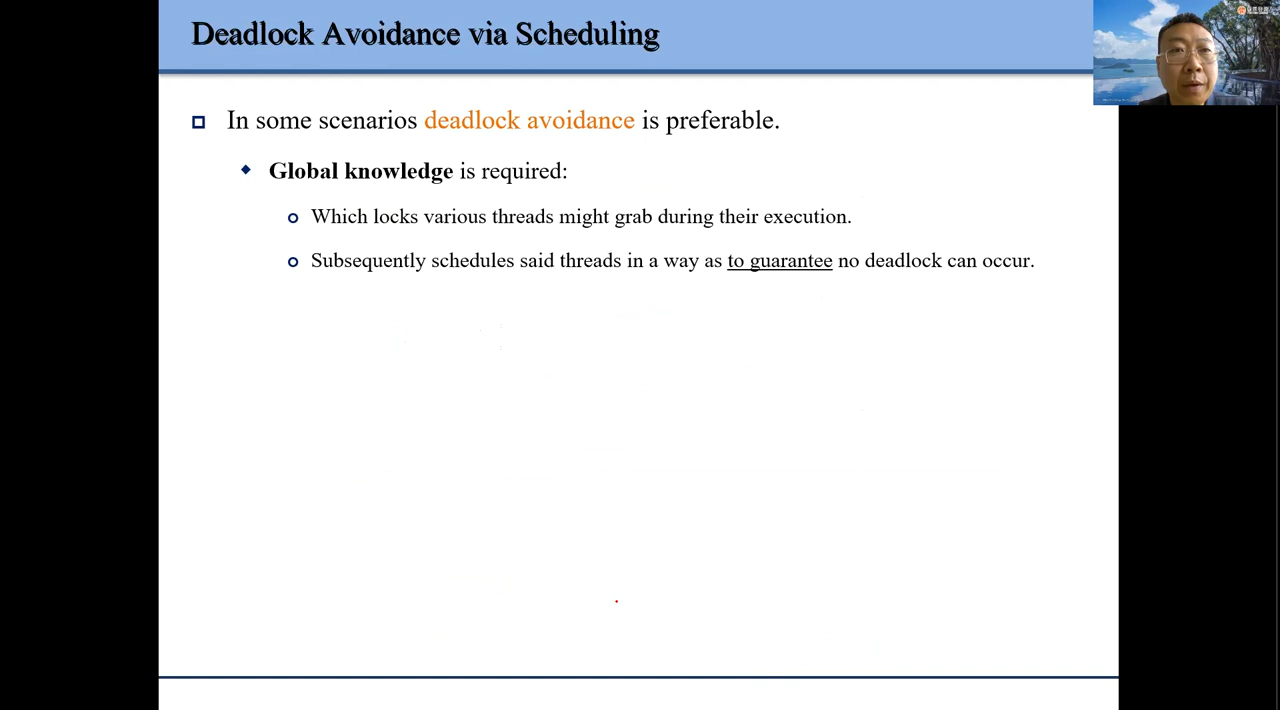 Deadlock Avoidance via Scheduling
In some scenarios deadlock avoidance is preferable.
Global knowledge is required:
Which locks various threads might grab during their execution.
Subsequently schedules said threads in a way as to guarantee no deadlock can occur.